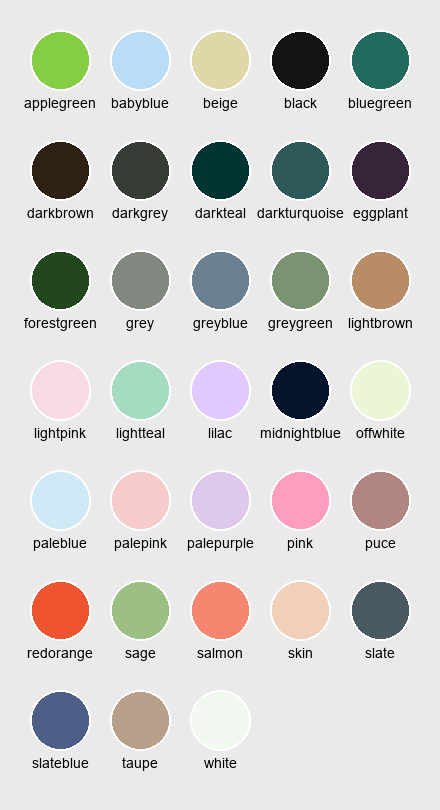 applegreen babyblue beige black bluegreen
darkbrown darkgrey darkteal darkturquoise eggplant
forestgreen grey greyblue greygreen lightbrown
lightpink lightteal lilac midnightblue offwhite
paleblue palepink palepurple pink puce
redorange sage salmon skin slate
slateblue taupe white